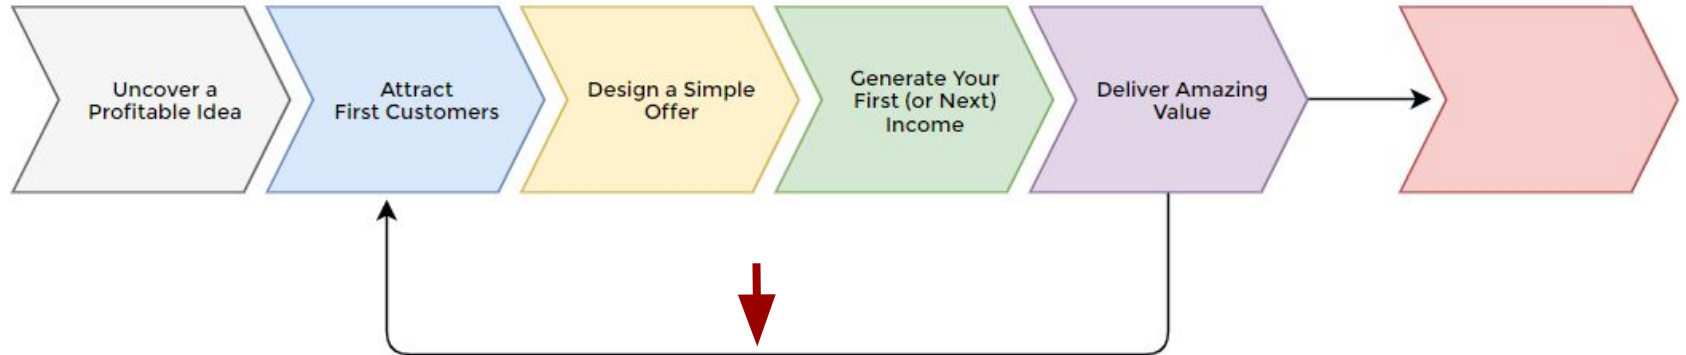 Uncover a
Profitable Idea
Attract
First Customers
Design a Simple
Offer
Generate Your
First (or Next)
Income
Deliver Amazing
Value